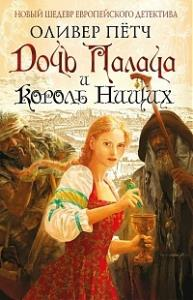 НОВЫЙ ШЕДЕВР ЕВРОПЕЙСКОГО ДЕТЕКТИВА
ОЛИВЕР ПЁТЧ
Дочь Палача
и Король Нищих